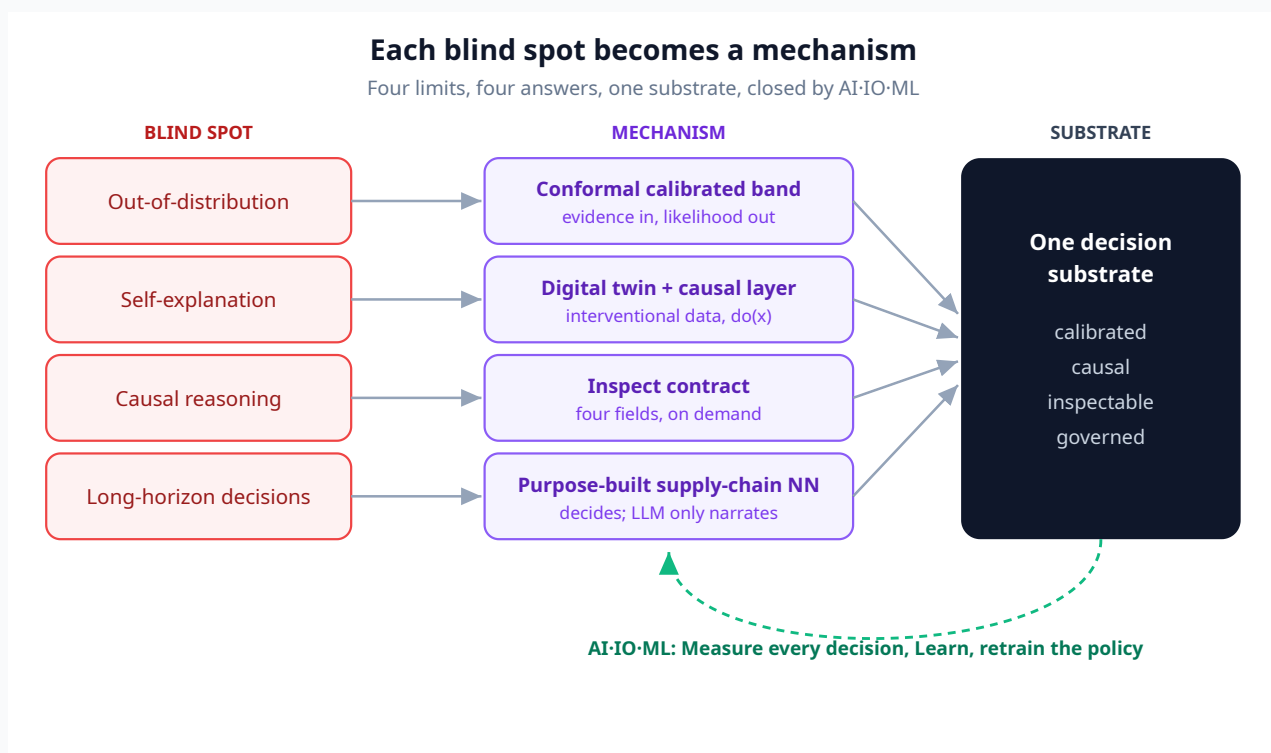 Each blind spot becomes a mechanism
Four limits, four answers, one substrate, closed by AI·IO·ML
BLIND SPOT
MECHANISM
SUBSTRATE
Out-of-distribution
Conformal calibrated band
evidence in, likelihood out
Self-explanation
Digital twin + causal layer
interventional data, do(x)
Causal reasoning
Inspect contract
four fields, on demand
Long-horizon decisions
Purpose-built supply-chain NN
decides; LLM only narrates
One decision
substrate
calibrated
causal
inspectable
governed
AI·IO·ML: Measure every decision, Learn, retrain the policy